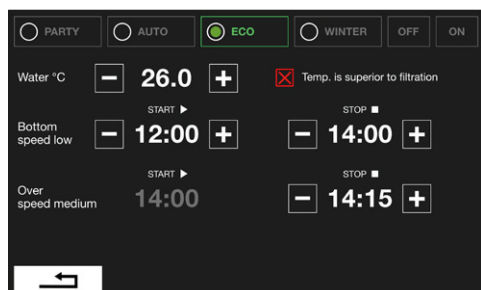 PARTY AUTO ECO WINTER OFF ON
Water °C − 26.0 + Temp. is superior to filtration
START ▶ STOP ■
Bottom
speed low − 12:00 + − 14:00 +
START ▶ STOP ■
Over
speed medium 14:00 − 14:15 +